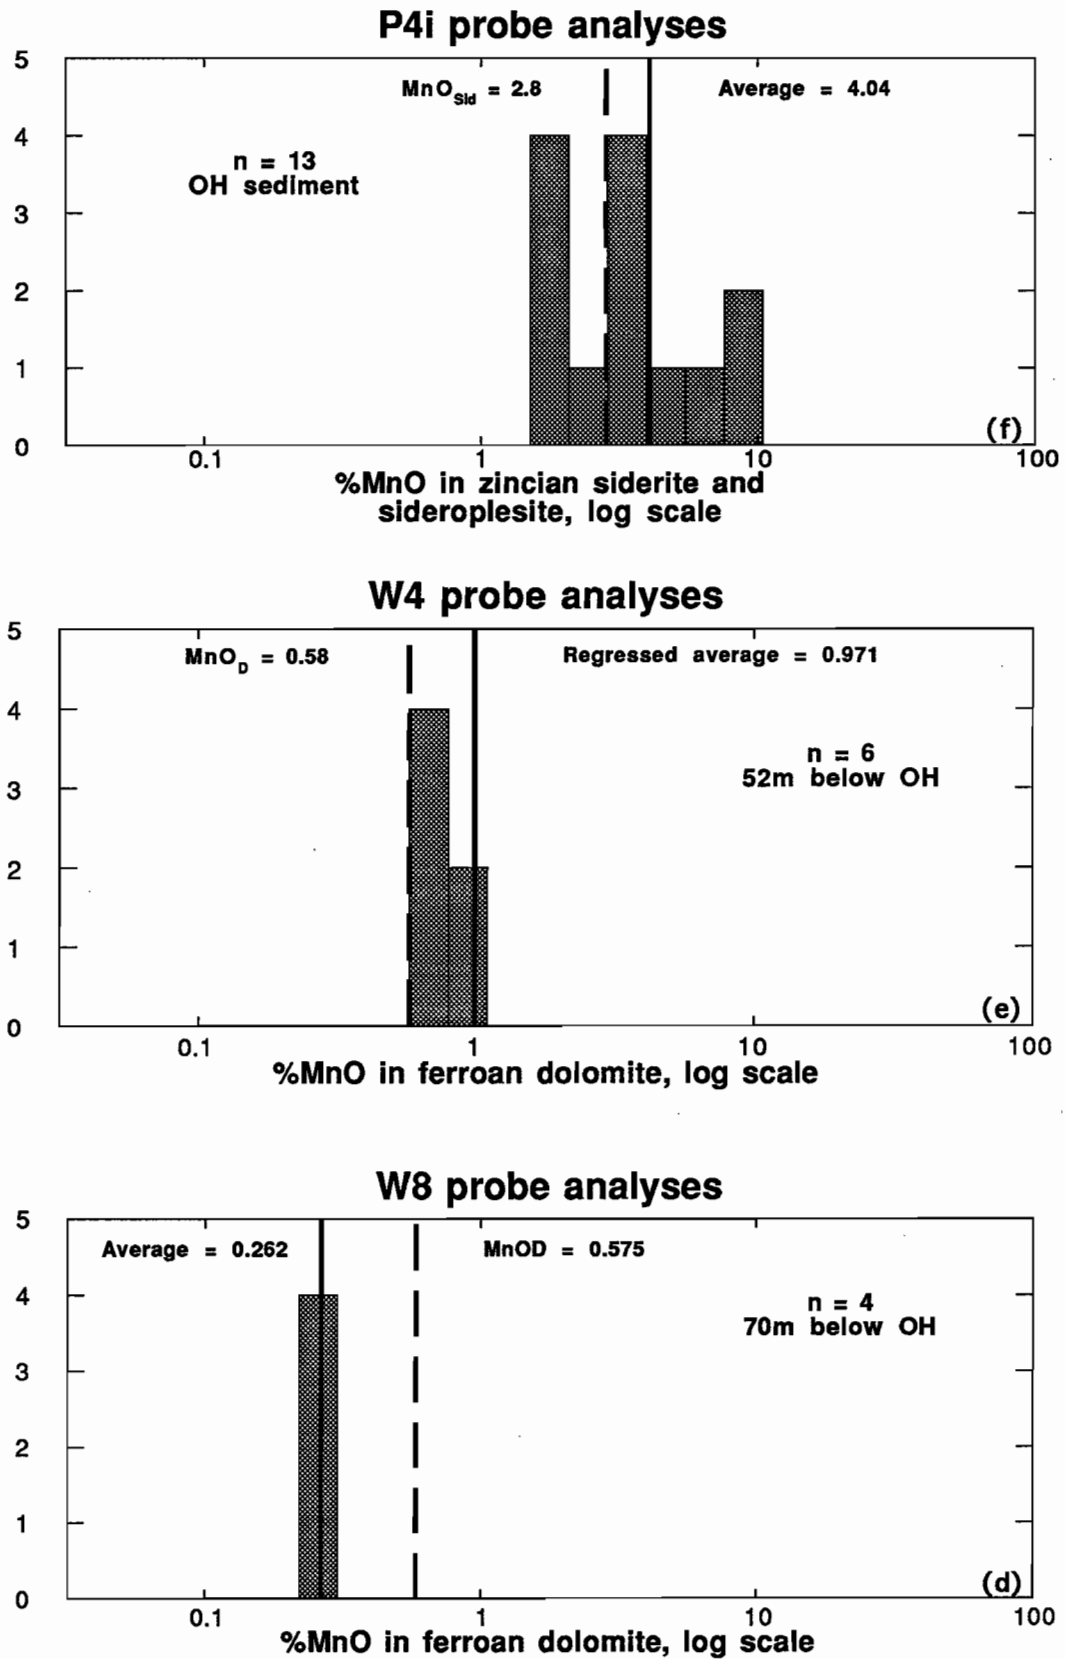 P4i probe analyses
5
4
3
2
1
0
MnOSid = 2.8
Average = 4.04
n = 13
OH sediment
(f)
0.1 1 10 100
%MnO in zincian siderite and
sideroplesite, log scale
W4 probe analyses
5
4
3
2
1
0
MnOD = 0.58
Regressed average = 0.971
n = 6
52m below OH
(e)
0.1 1 10 100
%MnO in ferroan dolomite, log scale
W8 probe analyses
5
4
3
2
1
0
Average = 0.262
MnOD = 0.575
n = 4
70m below OH
(d)
0.1 1 10 100
%MnO in ferroan dolomite, log scale